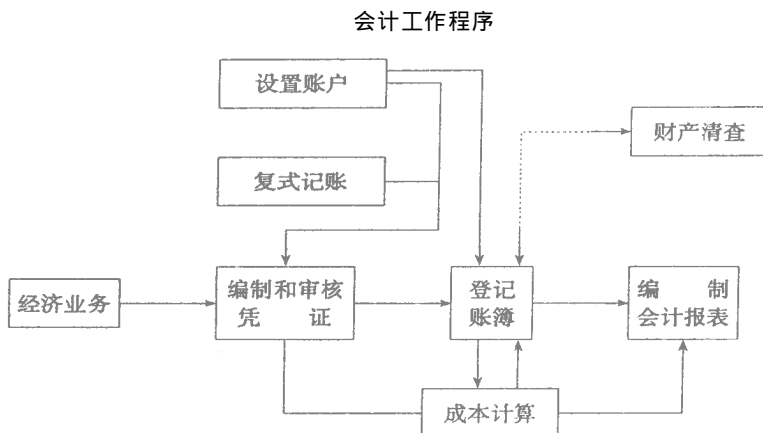 会计工作程序
设置账户
财产清查
复式记账
经济业务
编制和审核
凭 证
登记
账簿
编 制
会计报表
成本计算